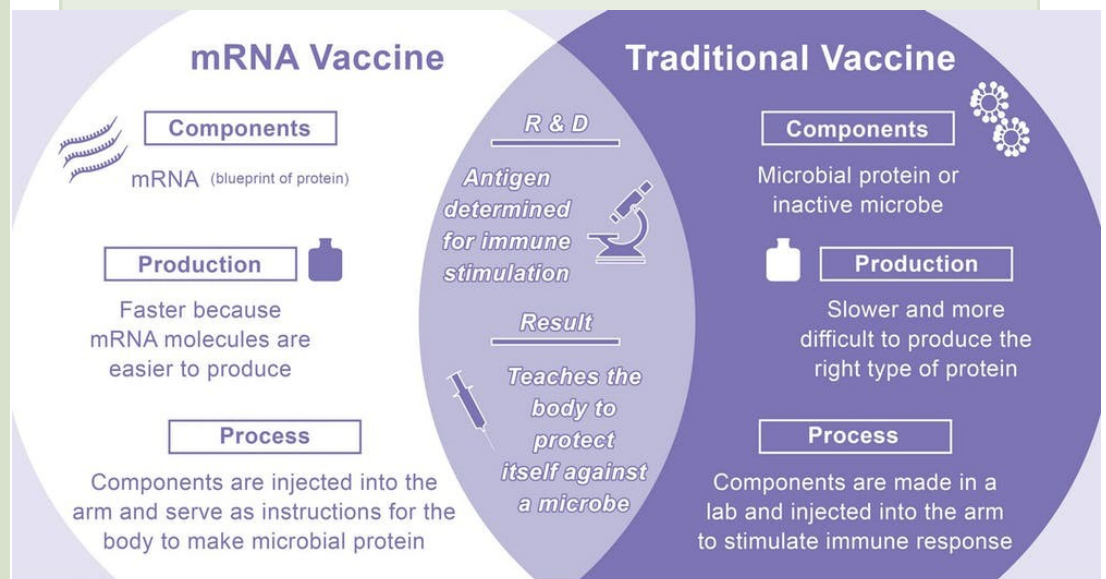 mRNA Vaccine
Components
mRNA (blueprint of protein)
Production
Faster because
mRNA molecules are
easier to produce
Process
Components are injected into the
arm and serve as instructions for the
body to make microbial protein
R & D
Antigen
determined
for immune
stimulation
Result
Teaches the
body to
protect
itself against
a microbe
Traditional Vaccine
Components
Microbial protein or
inactive microbe
Production
Slower and more
difficult to produce the
right type of protein
Process
Components are made in a
lab and injected into the arm
to stimulate immune response